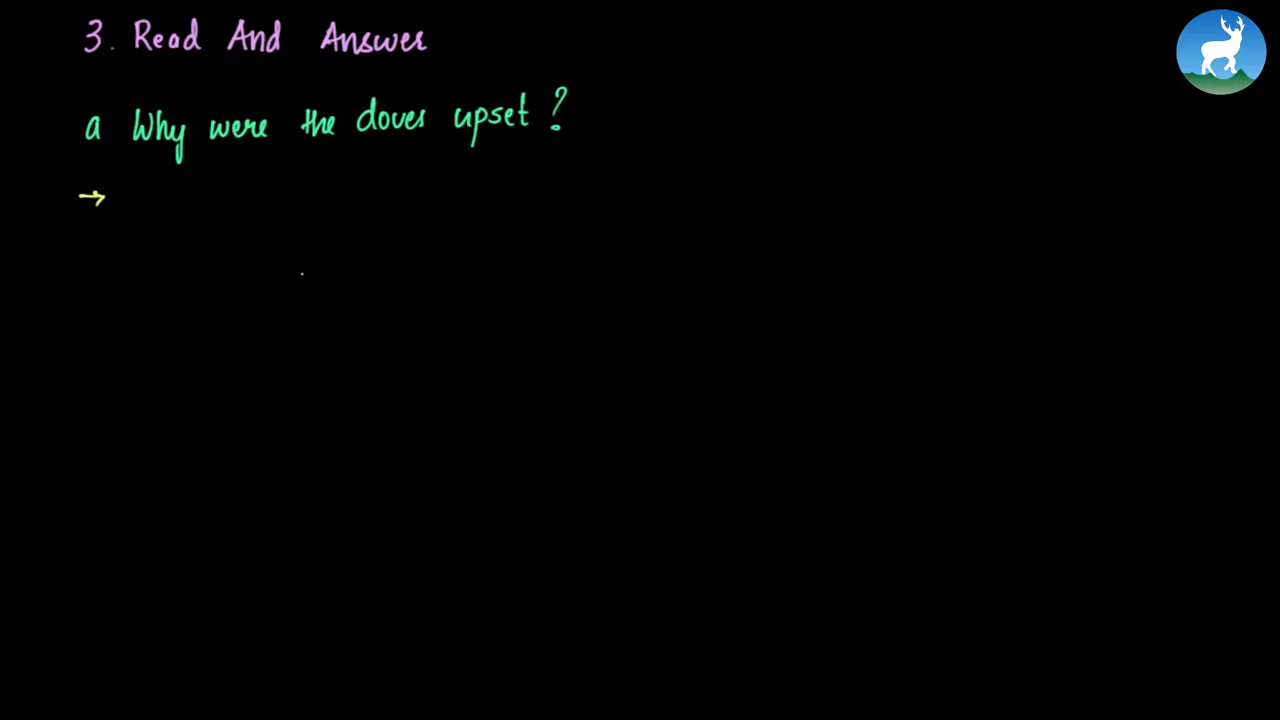 3. Read And Answer
a Why were the doves upset?
→